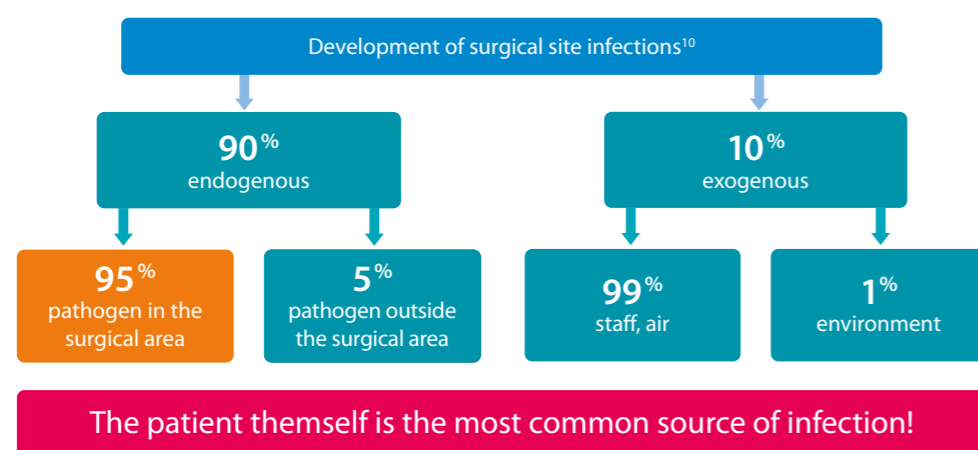 Development of surgical site infections¹⁰
90%
endogenous
10%
exogenous
95%
pathogen in the
surgical area
5%
pathogen outside
the surgical area
99%
staff, air
1%
environment
The patient themself is the most common source of infection!